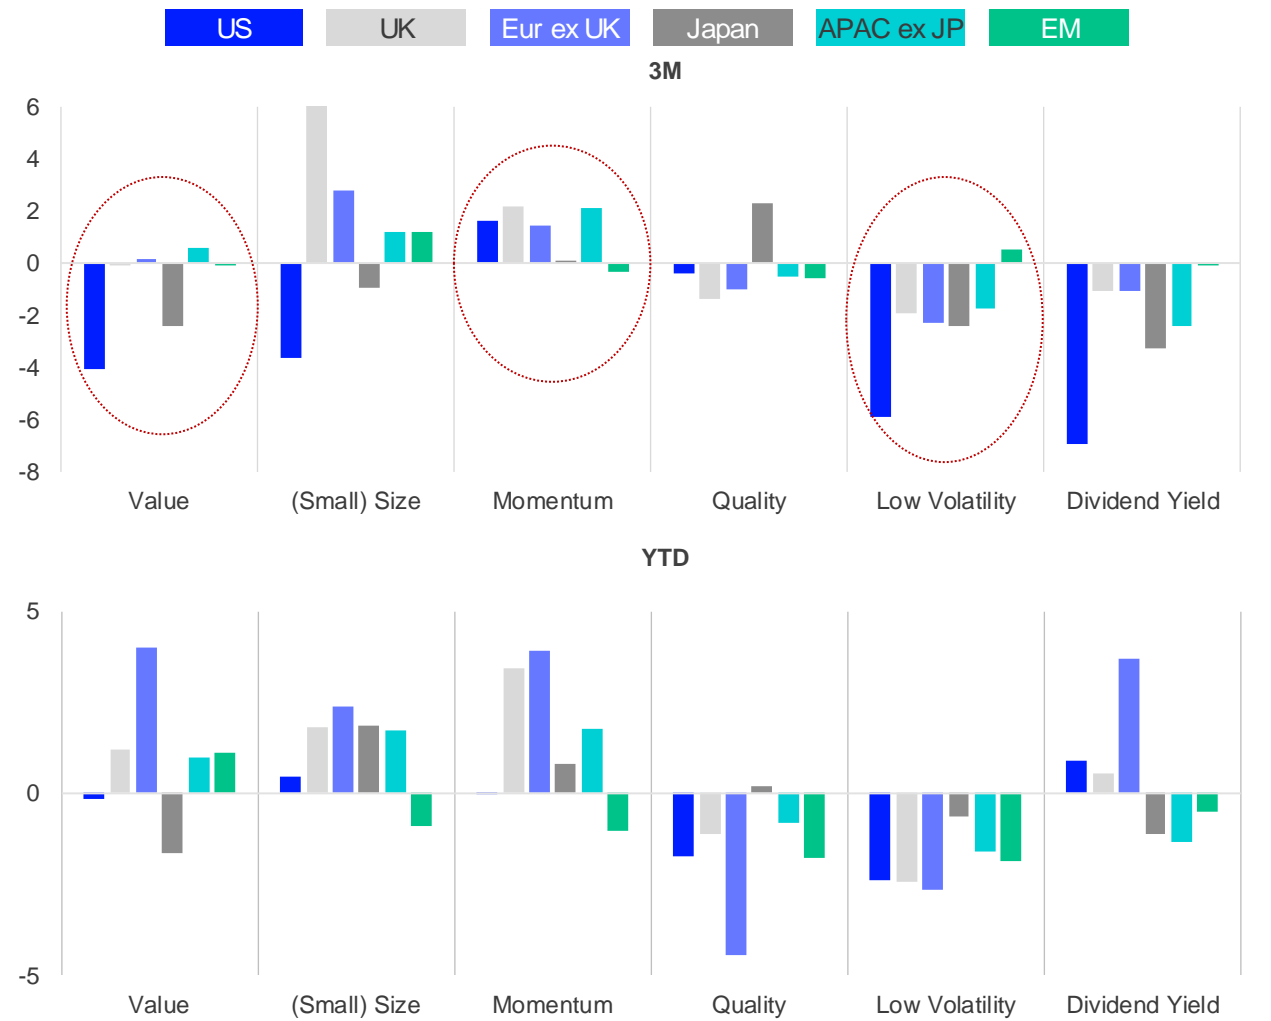 US UK Eur ex UK Japan APAC ex JP EM
3M
6
4
2
0
-2
-4
-6
-8
Value (Small) Size Momentum Quality Low Volatility Dividend Yield
YTD
5
0
-5
Value (Small) Size Momentum Quality Low Volatility Dividend Yield